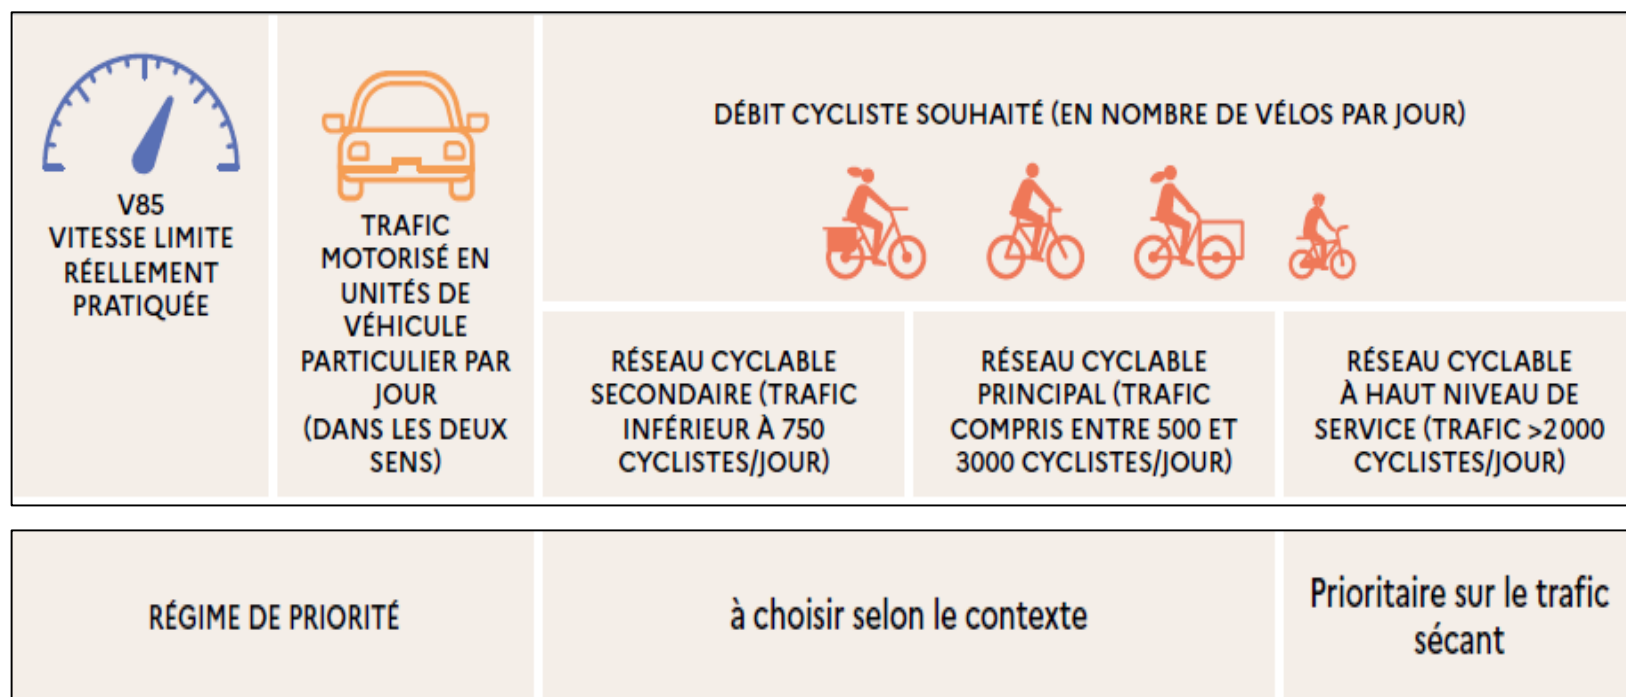 V85
VITESSE LIMITE
RÉELLEMENT
PRATIQUÉE
TRAFIC
MOTORISÉ EN
UNITÉS DE
VÉHICULE
PARTICULIER PAR
JOUR
(DANS LES DEUX
SENS)
DÉBIT CYCLISTE SOUHAITÉ (EN NOMBRE DE VÉLOS PAR JOUR)
RÉSEAU CYCLABLE
SECONDAIRE (TRAFIC
INFÉRIEUR À 750
CYCLISTES/JOUR)
RÉSEAU CYCLABLE
PRINCIPAL (TRAFIC
COMPRIS ENTRE 500 ET
3000 CYCLISTES/JOUR)
RÉSEAU CYCLABLE
À HAUT NIVEAU DE
SERVICE (TRAFIC >2000
CYCLISTES/JOUR)
RÉGIME DE PRIORITÉ
à choisir selon le contexte
Prioritaire sur le trafic
sécant